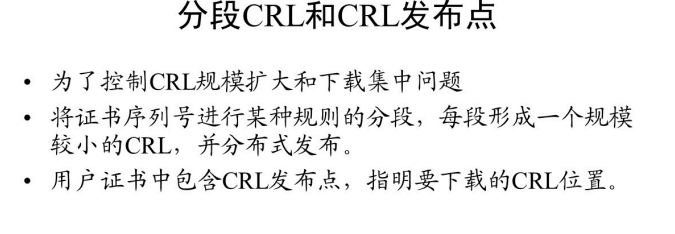 分段CRL和CRL发布点
• 为了控制CRL规模扩大和下载集中问题
• 将证书序列号进行某种规则的分段，每段形成一个规模
较小的CRL，并分布式发布。
• 用户证书中包含CRL发布点，指明要下载的CRL位置。